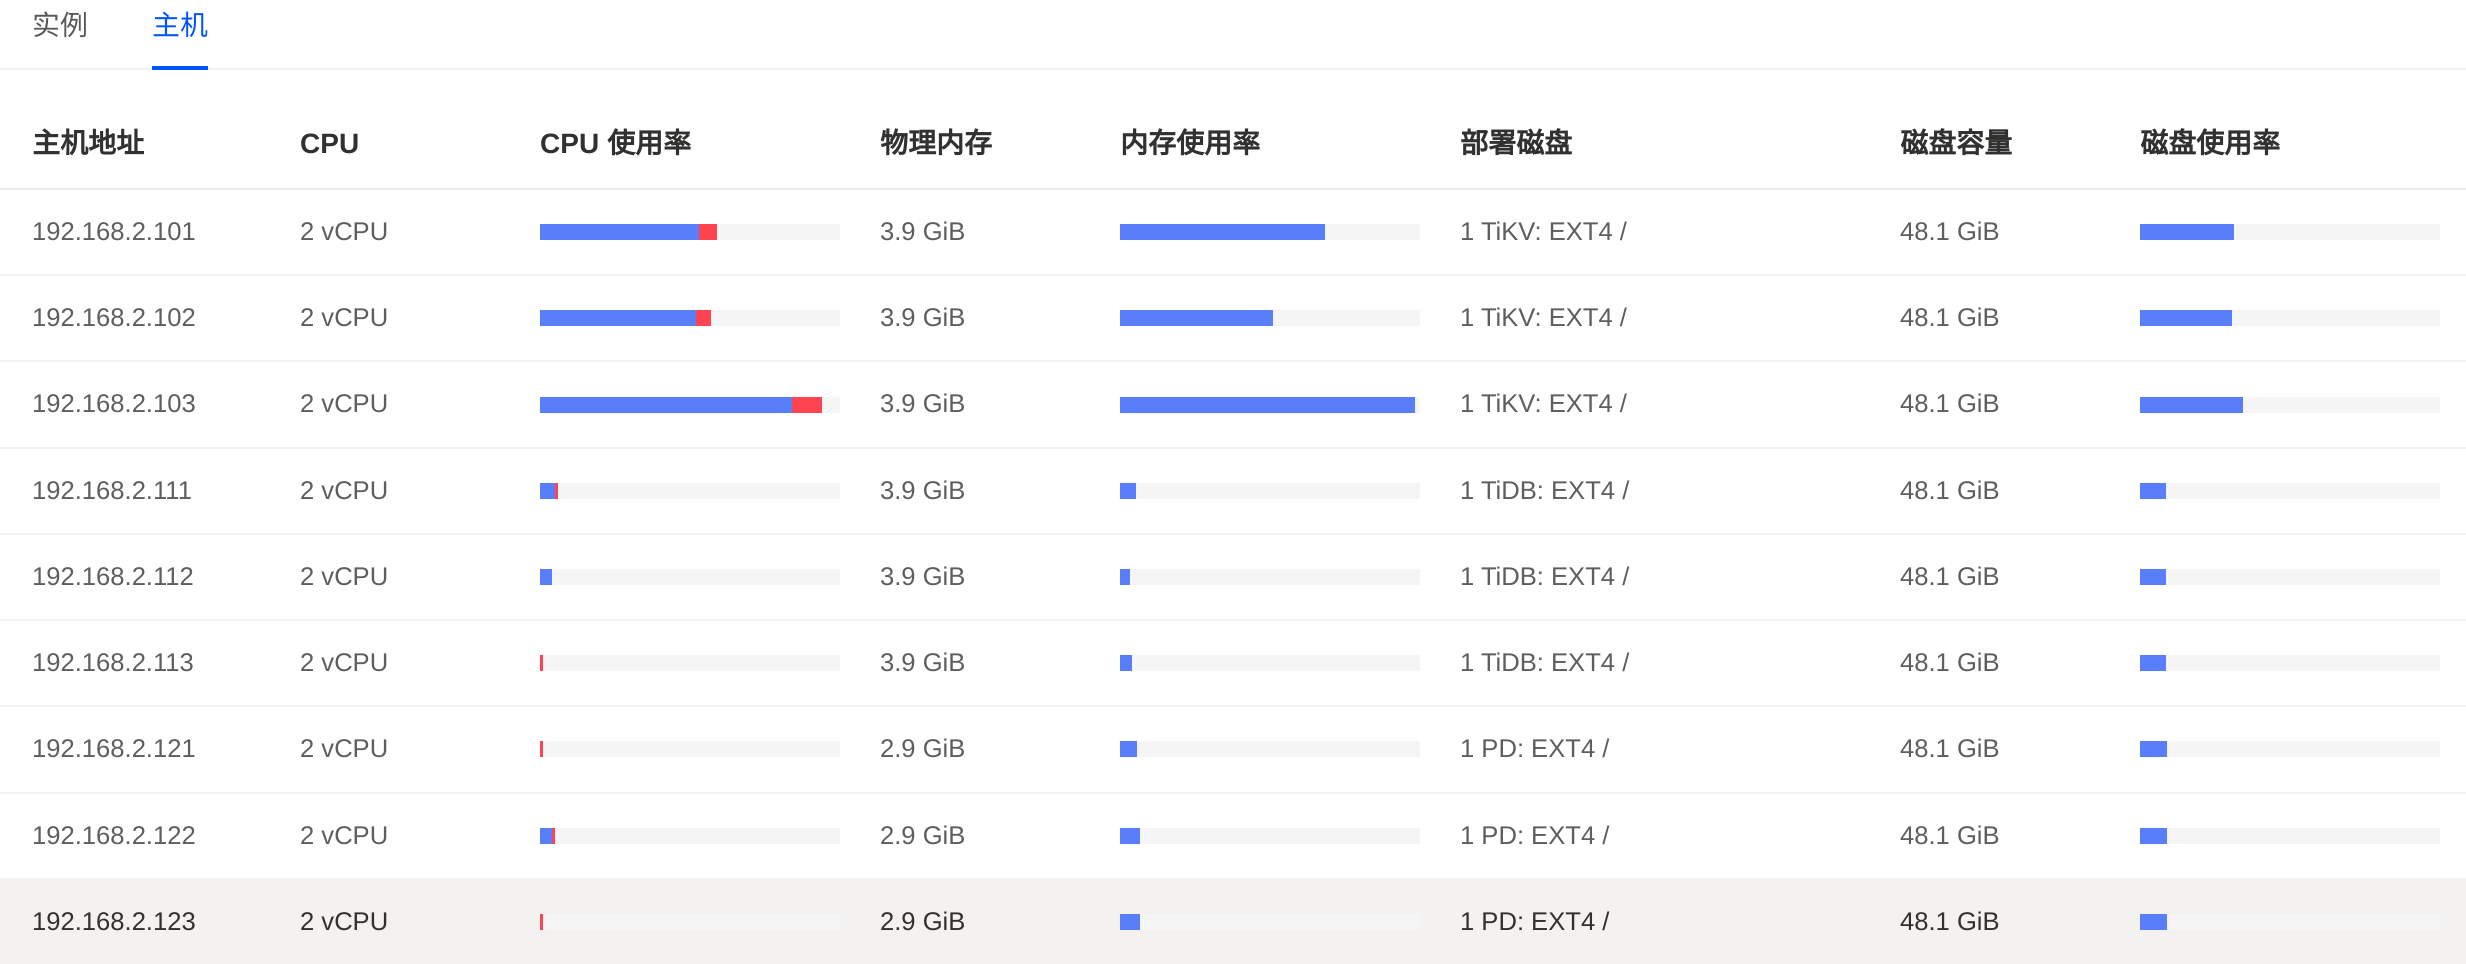 实例 主机
主机地址 CPU CPU 使用率 物理内存 内存使用率 部署磁盘 磁盘容量 磁盘使用率
192.168.2.101 2 vCPU 3.9 GiB 1 TiKV: EXT4 / 48.1 GiB
192.168.2.102 2 vCPU 3.9 GiB 1 TiKV: EXT4 / 48.1 GiB
192.168.2.103 2 vCPU 3.9 GiB 1 TiKV: EXT4 / 48.1 GiB
192.168.2.111 2 vCPU 3.9 GiB 1 TiDB: EXT4 / 48.1 GiB
192.168.2.112 2 vCPU 3.9 GiB 1 TiDB: EXT4 / 48.1 GiB
192.168.2.113 2 vCPU 3.9 GiB 1 TiDB: EXT4 / 48.1 GiB
192.168.2.121 2 vCPU 2.9 GiB 1 PD: EXT4 / 48.1 GiB
192.168.2.122 2 vCPU 2.9 GiB 1 PD: EXT4 / 48.1 GiB
192.168.2.123 2 vCPU 2.9 GiB 1 PD: EXT4 / 48.1 GiB